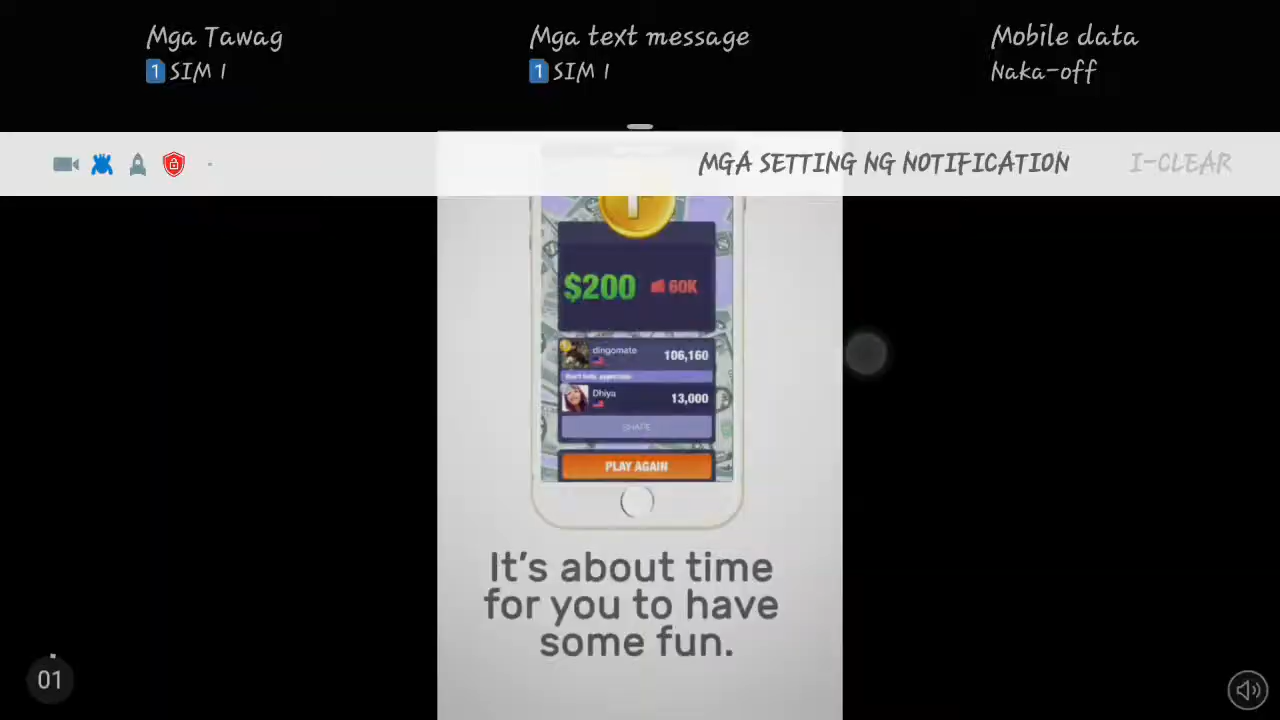 Mga Tawag
1 SIM 1
Mga text message
1 SIM 1
Mobile data
Naka-off
MGA SETTING NG NOTIFICATION
I-CLEAR
$200
60K
dingomate
106,160
Dhiya
13,000
SHARE
PLAY AGAIN
It's about time
for you to have
some fun.
01